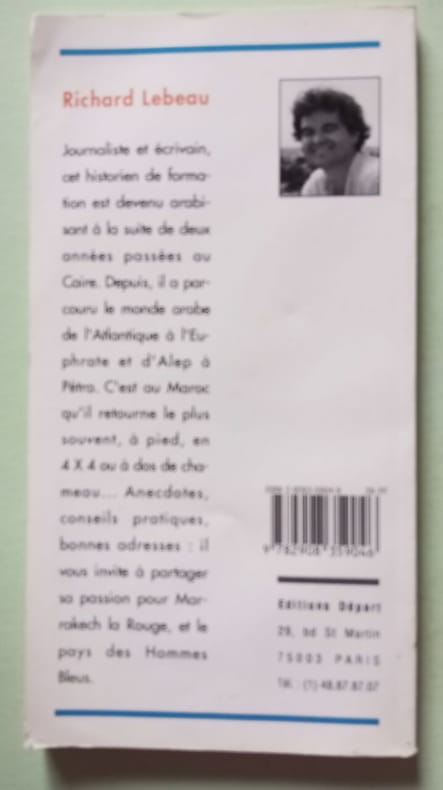 Richard Lebeau
Journaliste et écrivain,
cet historien de forma-
tion est devenu arabi-
sant à la suite de deux
années passées au
Caire. Depuis, il a par-
couru le monde arabe
de l'Atlantique à l'Eu-
phrate et d'Alep à
Pétra. C'est au Maroc
qu'il retourne le plus
souvent, à pied, en
4 X 4 ou à dos de cha-
meau... Anecdotes,
conseils pratiques,
bonnes adresses : il
vous invite à partager
sa passion pour Mar-
rakech la Rouge, et le
pays des Hommes
Bleus.
9 782908 359046
Editions Départ
29, bd St Martin
75003 PARIS
Tél. : (1) 48.87.87.07